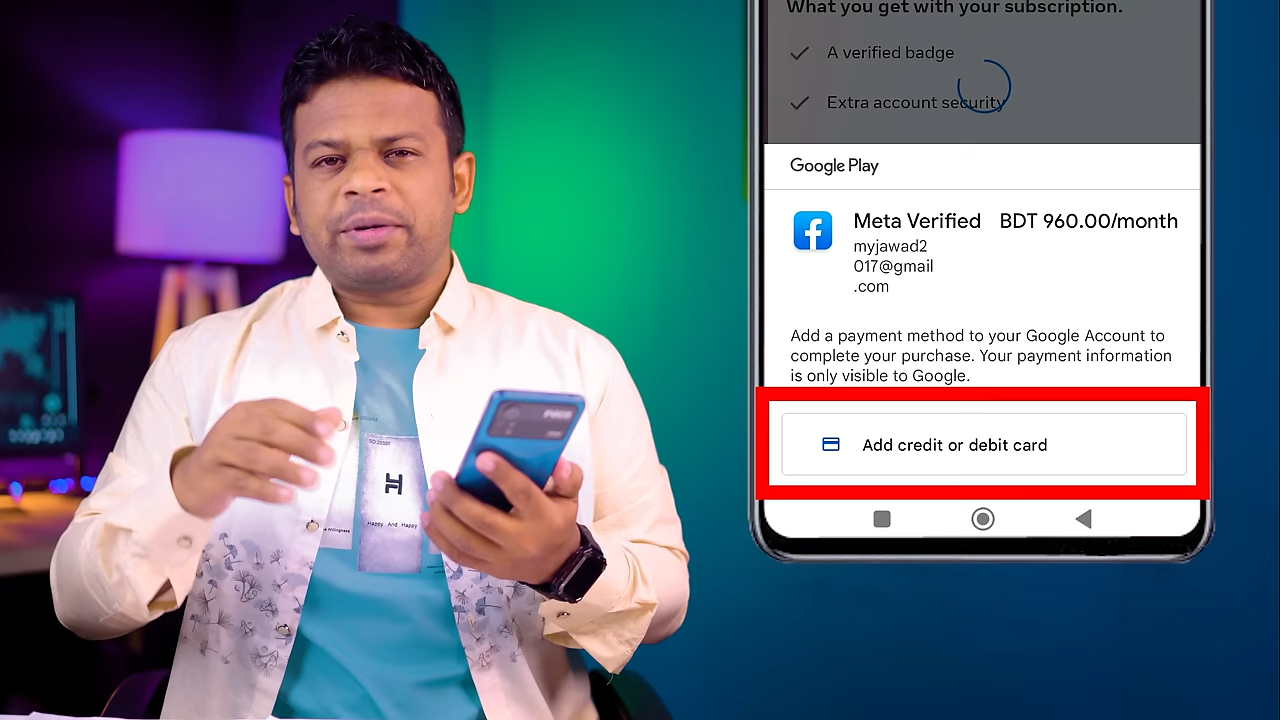 What you get with your subscription.
A verified badge
Extra account security
Google Play
Meta Verified BDT 960.00/month
myjawad2
017@gmail
.com
Add a payment method to your Google Account to
complete your purchase. Your payment information
is only visible to Google.
Add credit or debit card
POCO
H
Happy And Happy